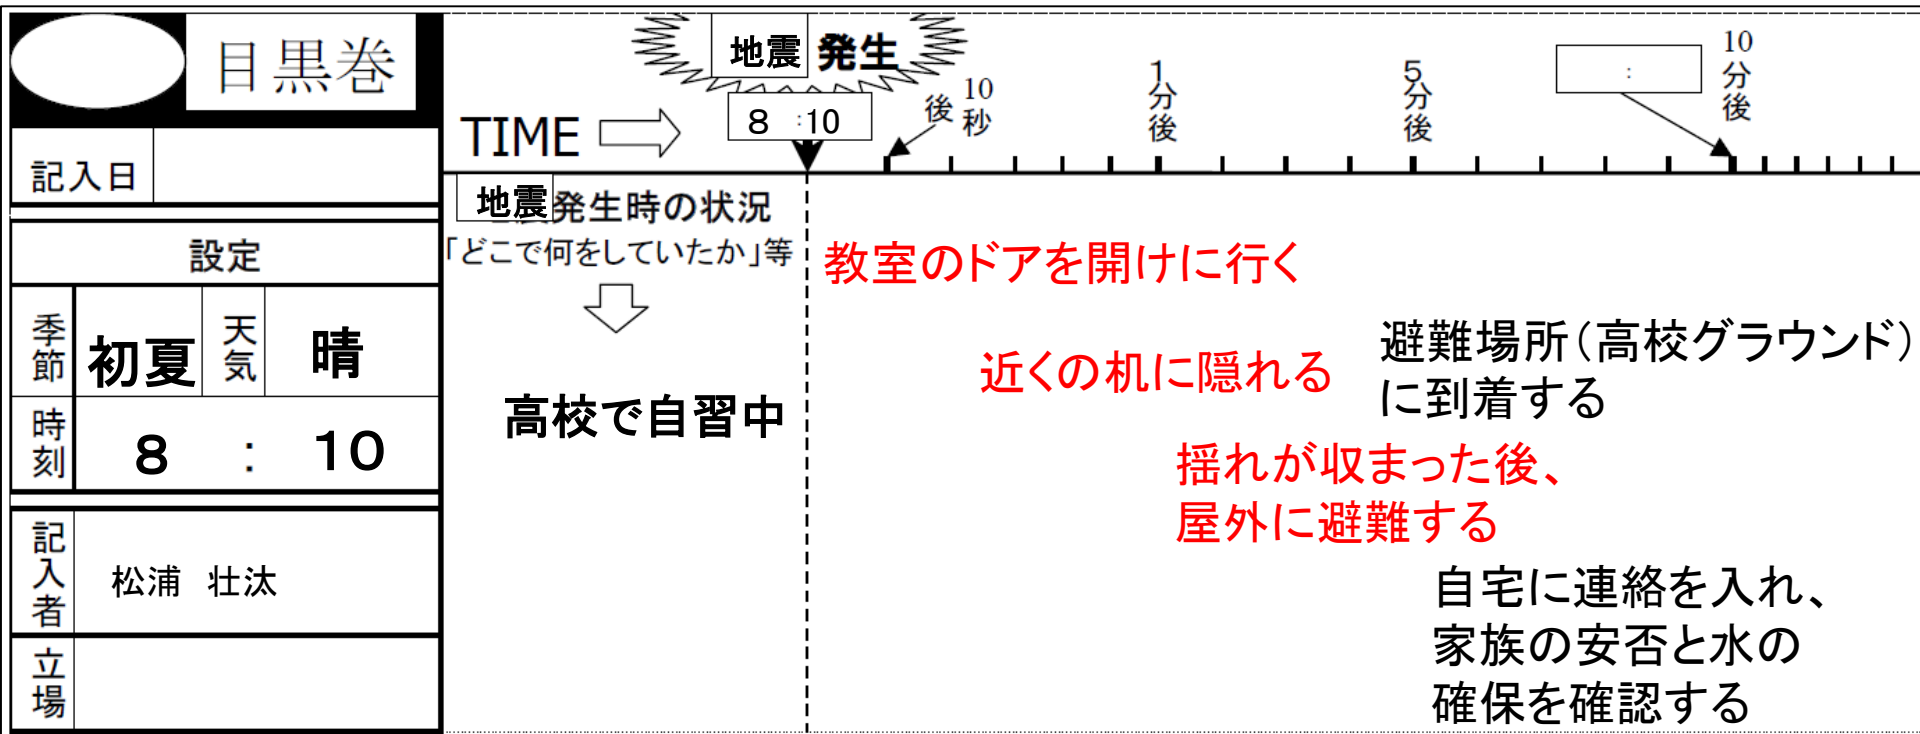 目黒巻
記入日
設定
季節
初夏
天気
晴
時刻
8 : 10
記入者
松浦 壮汰
立場
地震 発生
TIME
8 :10
10秒後
1分後
5分後
:
10分後
地震発生時の状況
「どこで何をしていたか」等
高校で自習中
教室のドアを開けに行く
近くの机に隠れる
避難場所(高校グラウンド)
に到着する
揺れが収まった後、
屋外に避難する
自宅に連絡を入れ、
家族の安否と水の
確保を確認する